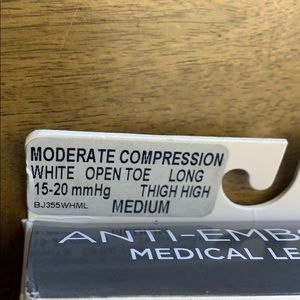 MODERATE COMPRESSION
WHITE OPEN TOE LONG
15-20 mmHg THIGH HIGH
BJ355WHML MEDIUM
ANTI-EMB
MEDICAL LE